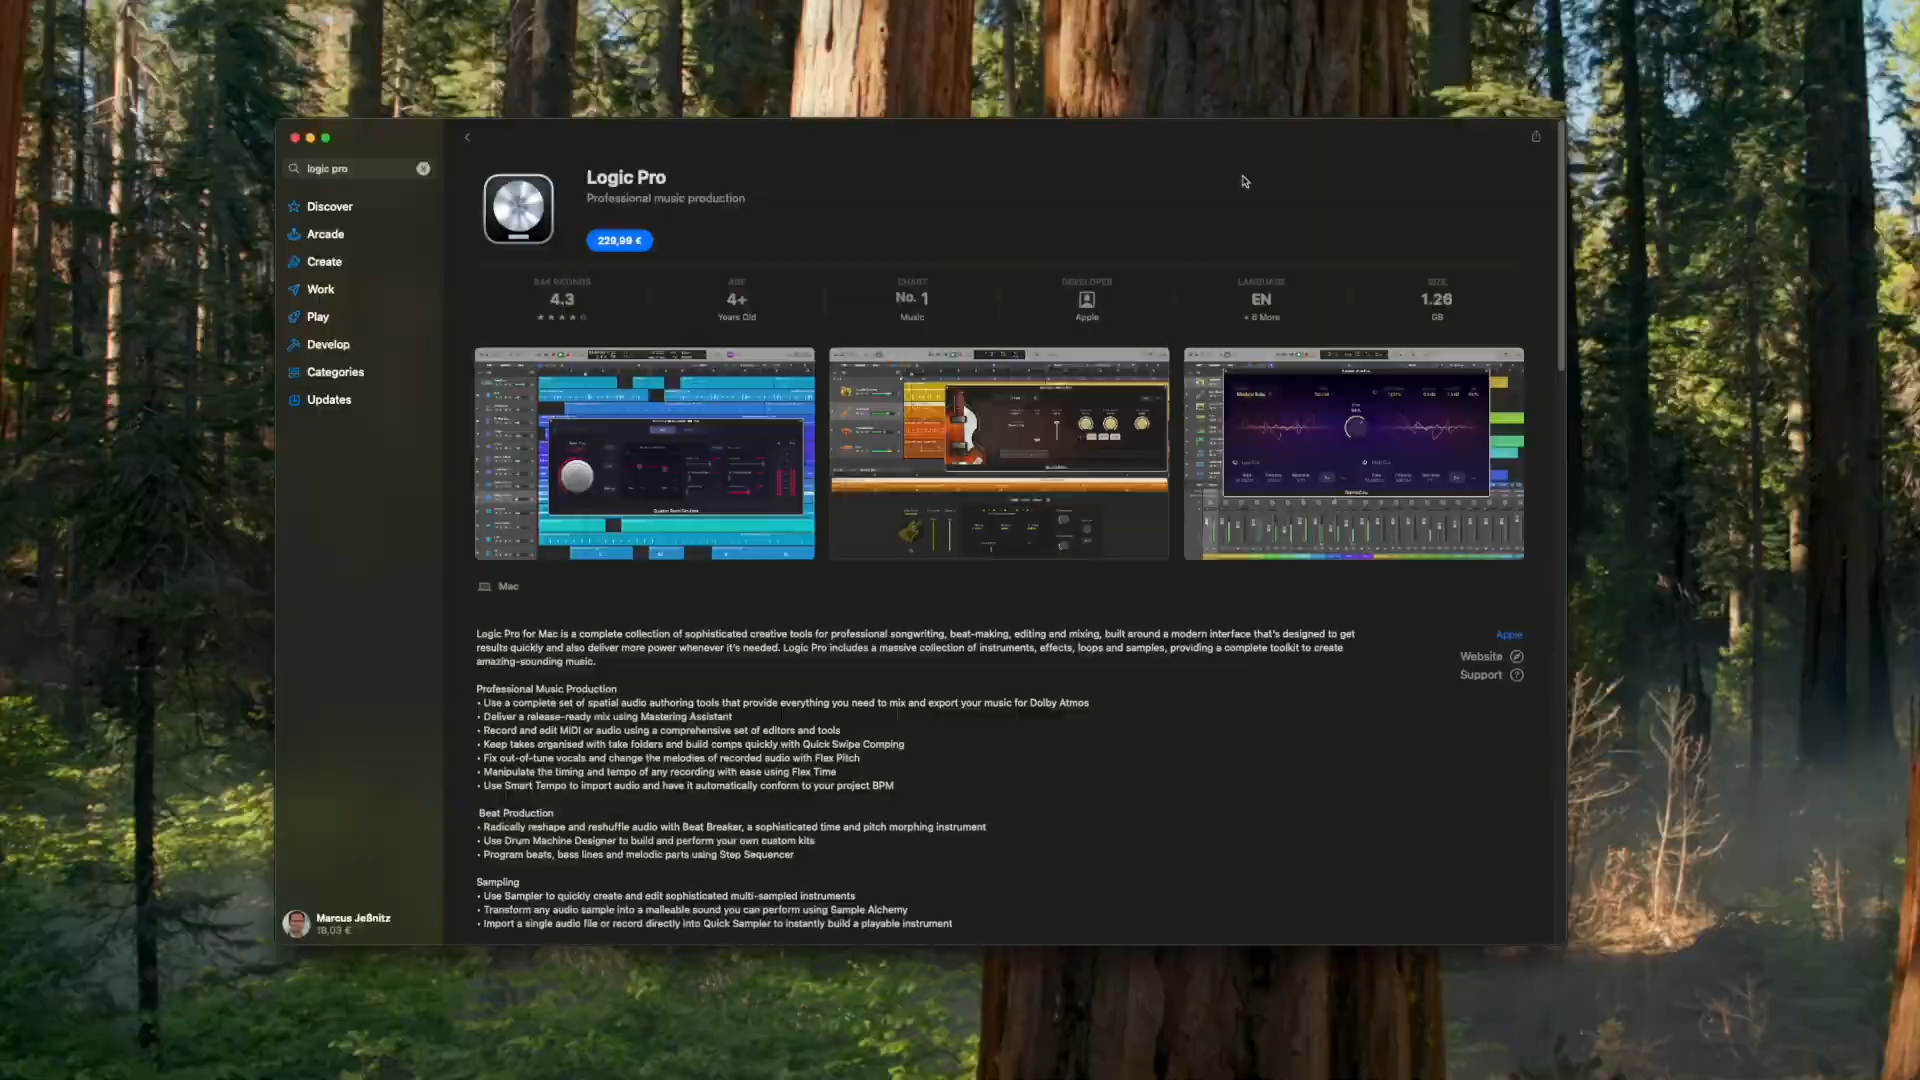 logic pro
Discover
Arcade
Create
Work
Play
Develop
Categories
Updates
Marcus Jeßnitz
18,03 €
Logic Pro
Professional music production
229,99 €
844 RATINGS
4.3
AGE
4+
Years Old
CHART
No. 1
Music
DEVELOPER
Apple
LANGUAGE
EN
+ 8 More
SIZE
1.26
GB
Mac
Logic Pro for Mac is a complete collection of sophisticated creative tools for professional songwriting, beat-making, editing and mixing, built around a modern interface that's designed to get
results quickly and also deliver more power whenever it's needed. Logic Pro includes a massive collection of instruments, effects, loops and samples, providing a complete toolkit to create
amazing-sounding music.
Apple
Website
Support
Professional Music Production
• Use a complete set of spatial audio authoring tools that provide everything you need to mix and export your music for Dolby Atmos
• Deliver a release-ready mix using Mastering Assistant
• Record and edit MIDI or audio using a comprehensive set of editors and tools
• Keep takes organised with take folders and build comps quickly with Quick Swipe Comping
• Fix out-of-tune vocals and change the melodies of recorded audio with Flex Pitch
• Manipulate the timing and tempo of any recording with ease using Flex Time
• Use Smart Tempo to import audio and have it automatically conform to your project BPM
Beat Production
• Radically reshape and reshuffle audio with Beat Breaker, a sophisticated time and pitch morphing instrument
• Use Drum Machine Designer to build and perform your own custom kits
• Program beats, bass lines and melodic parts using Step Sequencer
Sampling
• Use Sampler to quickly create and edit sophisticated multi-sampled instruments
• Transform any audio sample into a malleable sound you can perform using Sample Alchemy
• Import a single audio file or record directly into Quick Sampler to instantly build a playable instrument